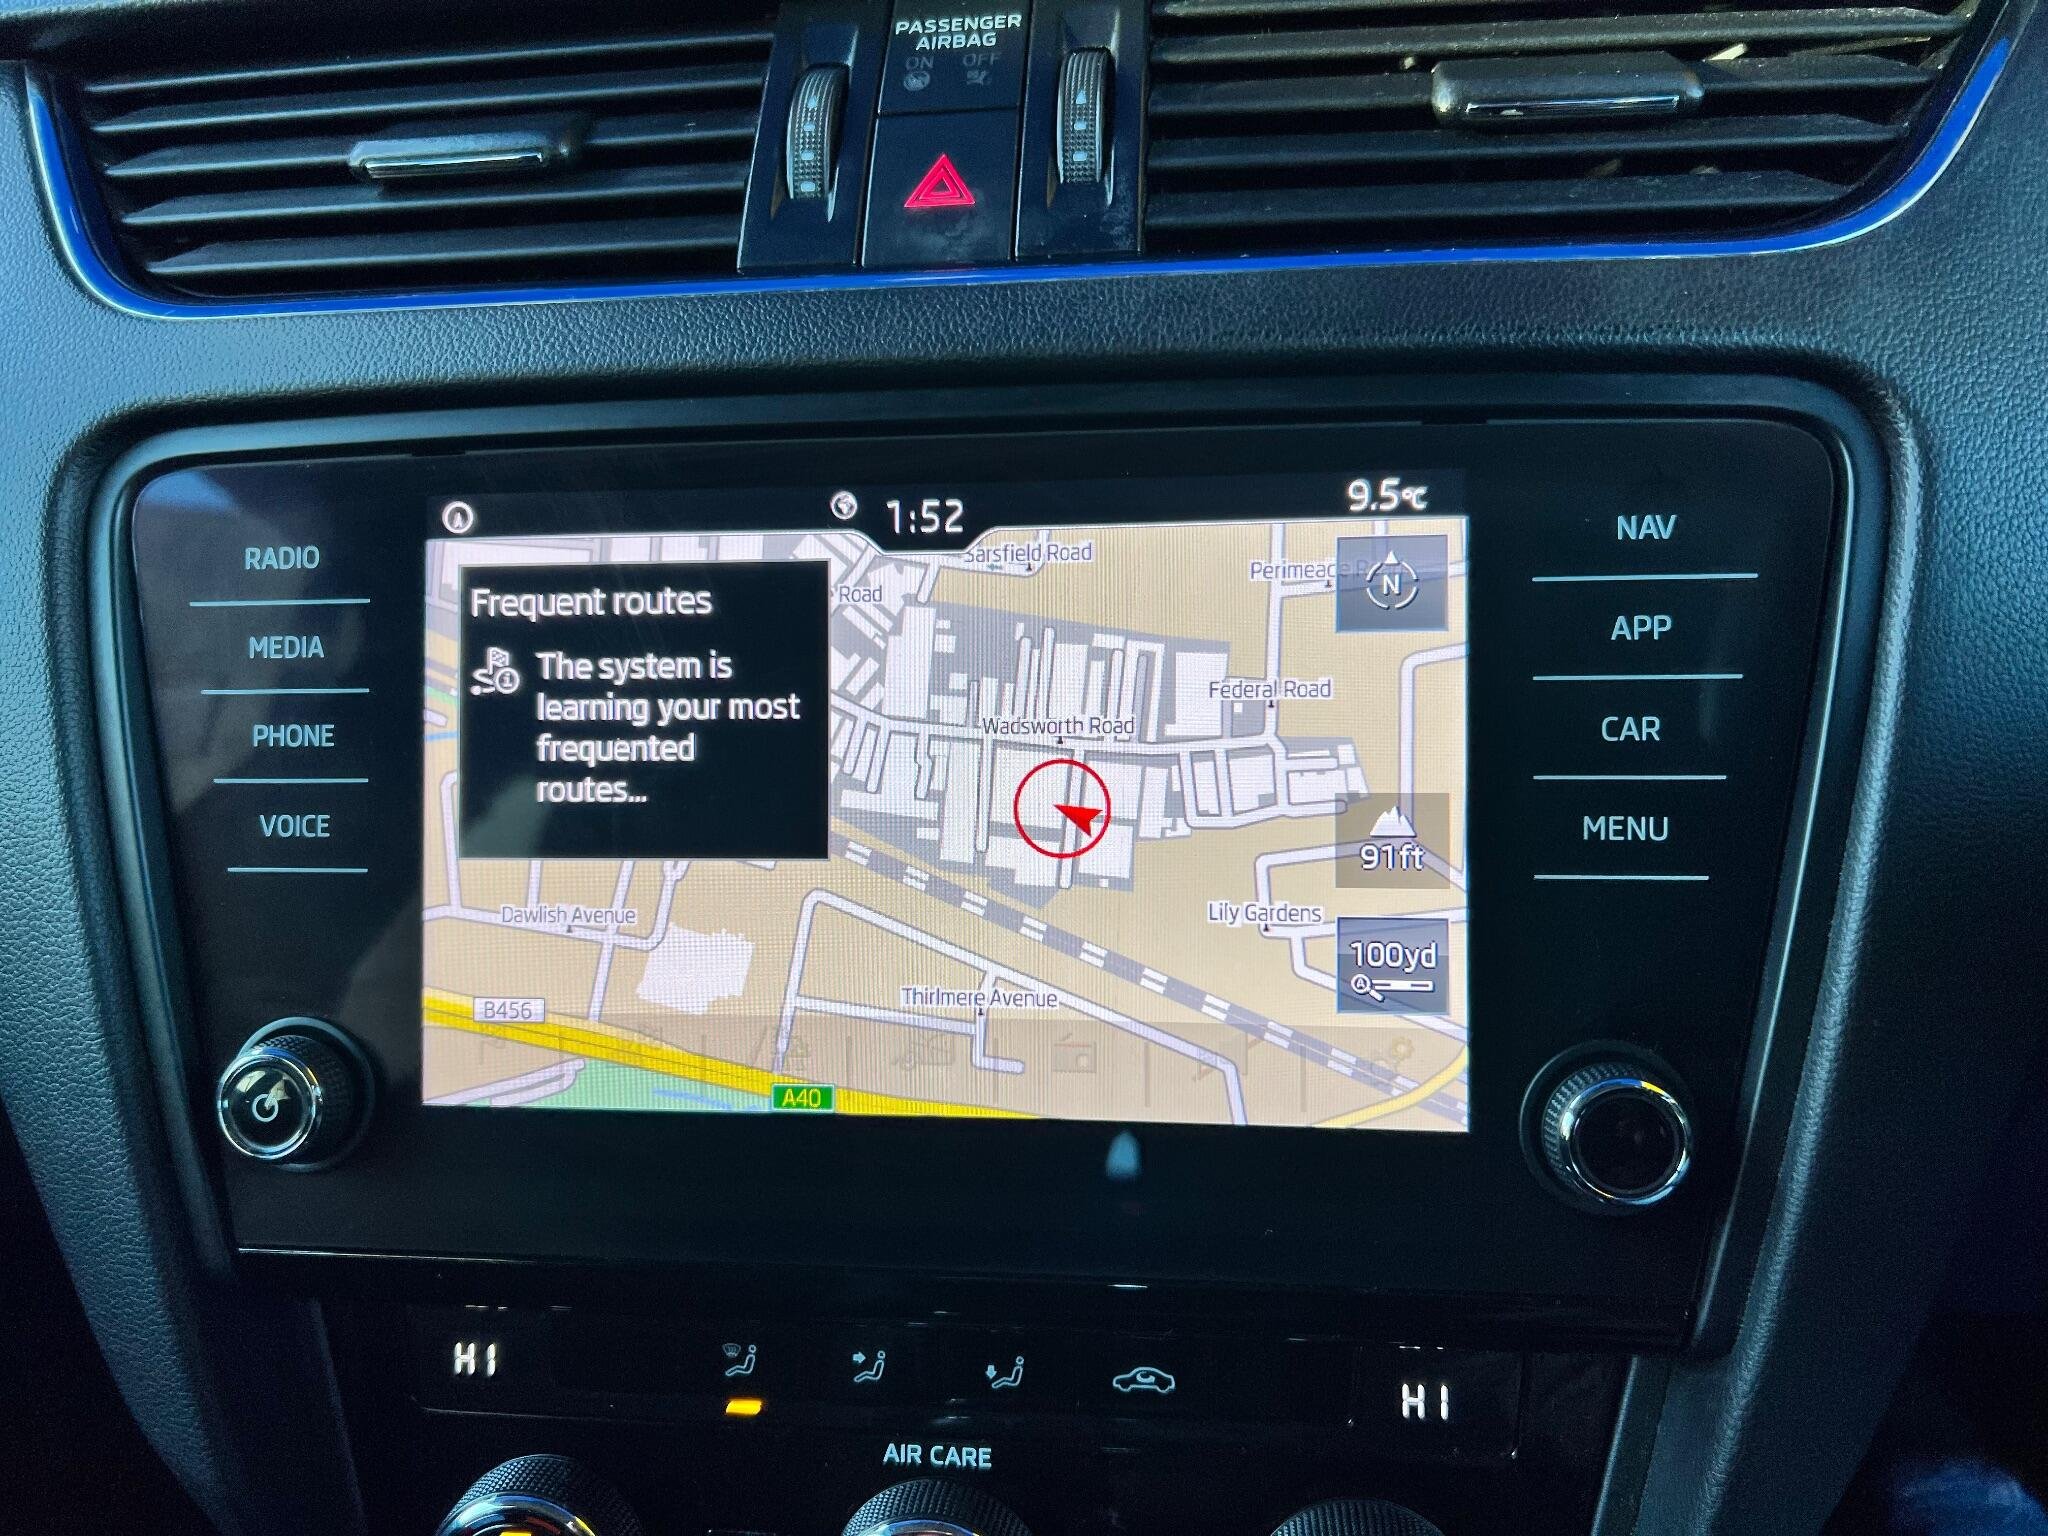 PASSENGER
AIRBAG
ON OFF
1:52
9.5°C
RADIO
MEDIA
PHONE
VOICE
NAV
APP
CAR
MENU
Frequent routes
The system is
learning your most
frequented
routes...
Road
Sarsfield Road
N
Federal Road
Wadsworth Road
91ft
Dawlish Avenue
Lily Gardens
100yd
B456
Thirlmere Avenue
A40
HI
HI
AIR CARE